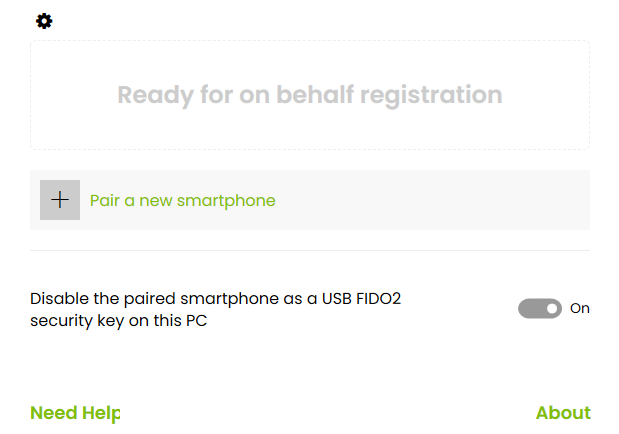 Ready for on behalf registration
Pair a new smartphone
Disable the paired smartphone as a USB FIDO2
security key on this PC
On
Need Help
About